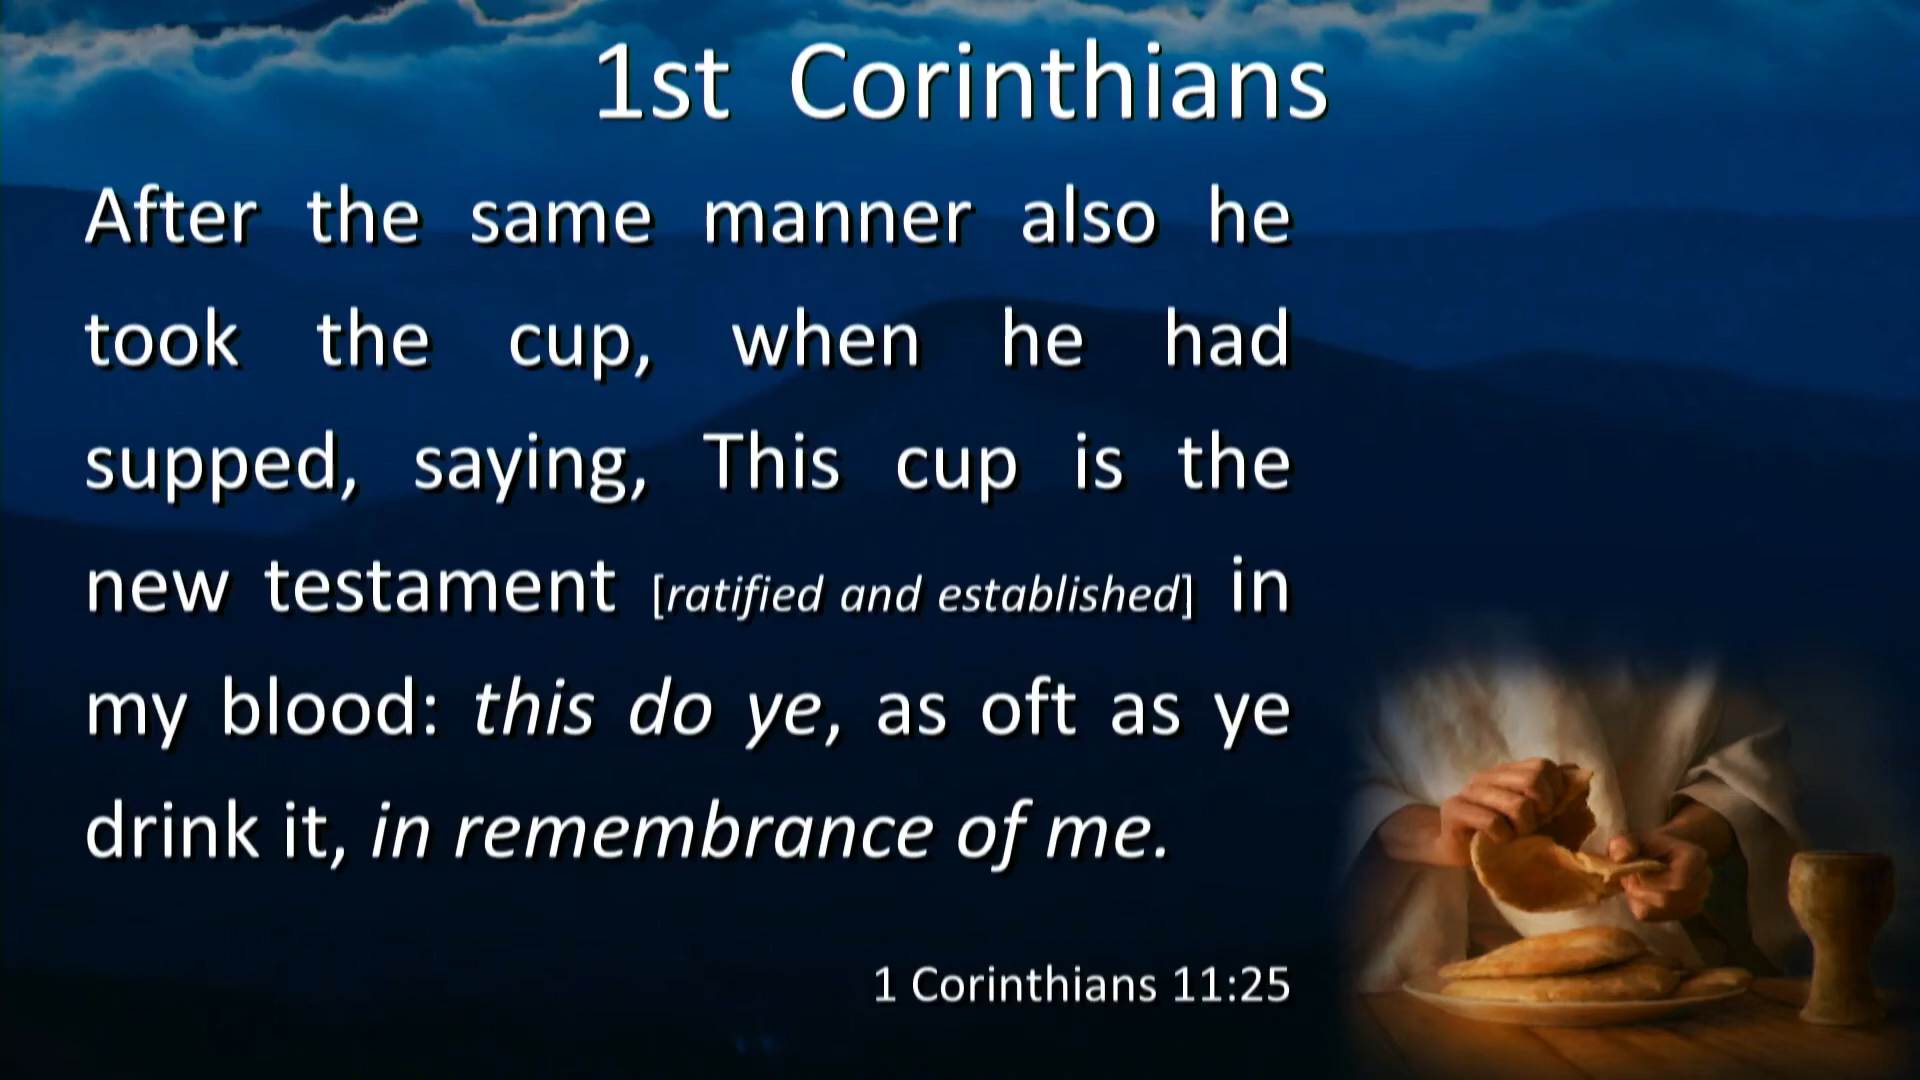 1st Corinthians
After the same manner also he
took the cup, when he had
supped, saying, This cup is the
new testament [ratified and established] in
my blood: this do ye, as oft as ye
drink it, in remembrance of me.
1 Corinthians 11:25